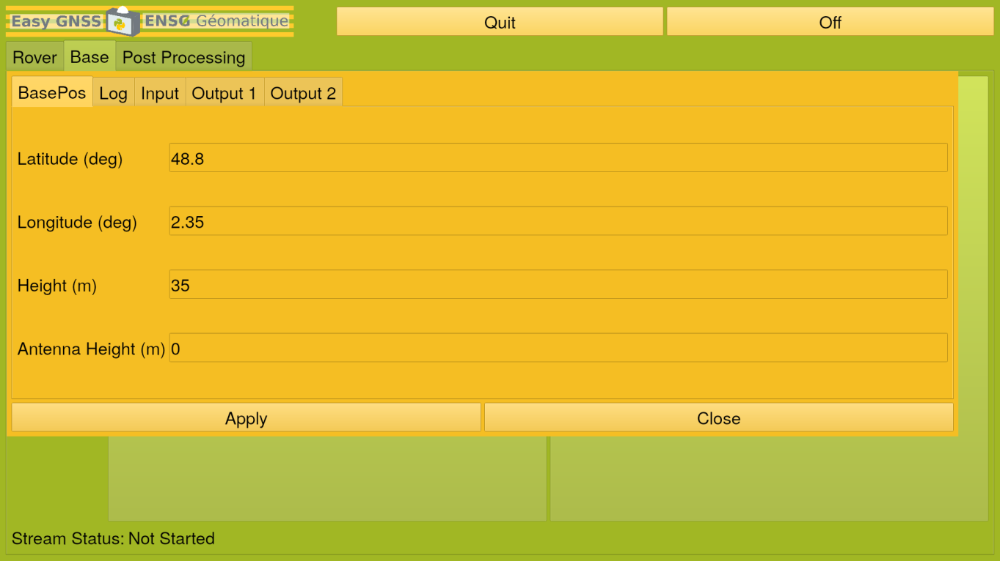 Easy GNSS ENSG Géomatique Quit Off
Rover Base Post Processing
BasePos Log Input Output 1 Output 2
Latitude (deg) 48.8
Longitude (deg) 2.35
Height (m) 35
Antenna Height (m) 0
Apply Close
Stream Status: Not Started